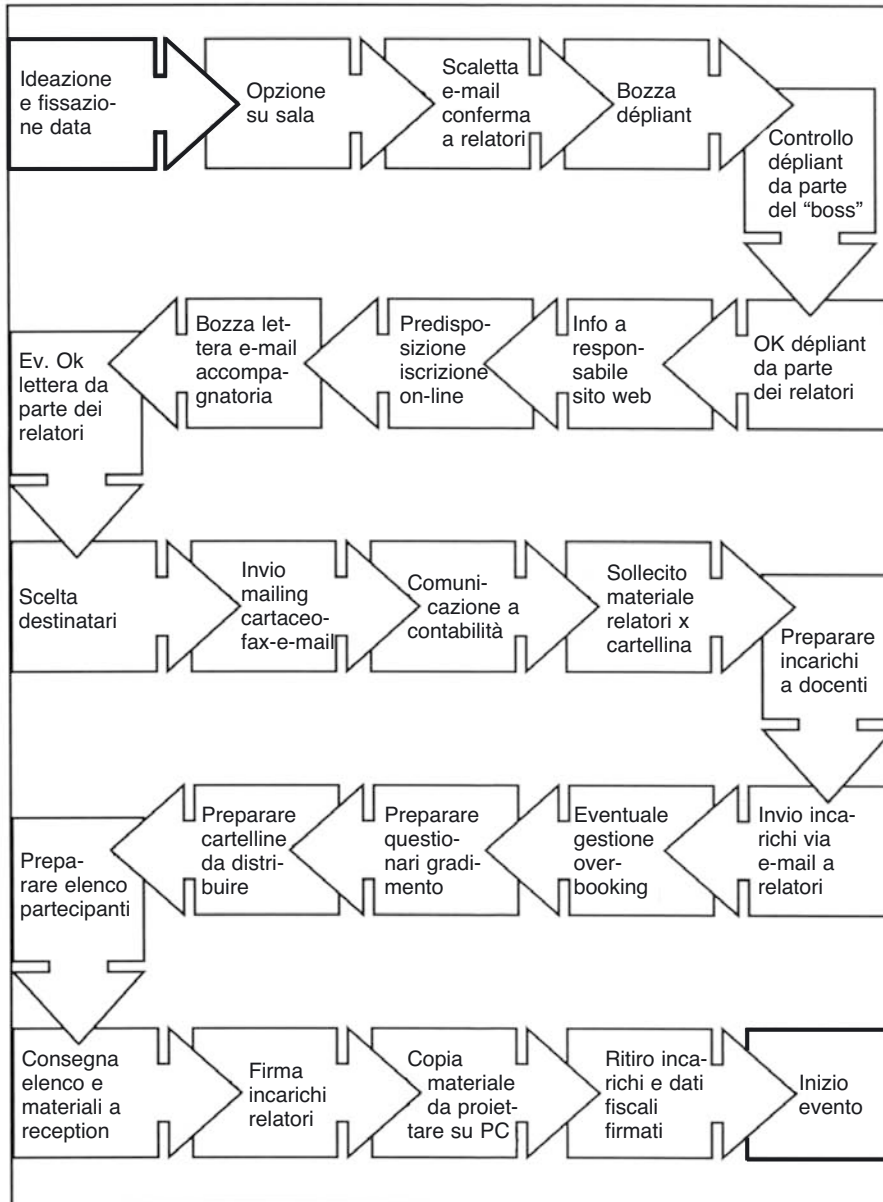 Ideazione
e fissazio-
ne data
Opzione
su sala
Scaletta
e-mail
conferma
a relatori
Bozza
dépliant
Controllo
dépliant
da parte
del “boss”
OK dépliant
da parte
dei relatori
Info a
respon-
sabile
sito web
Predispo-
sizione
iscrizione
on-line
Bozza let-
tera e-mail
accompa-
gnatoria
Ev. Ok
lettera da
parte dei
relatori
Scelta
destinatari
Invio
mailing
cartaceo-
fax-e-mail
Comuni-
cazione a
contabilità
Sollecito
materiale
relatori x
cartellina
Preparare
incarichi
a docenti
Invio inca-
richi via
e-mail a
relatori
Eventuale
gestione
over-
booking
Preparare
questio-
nari gradi-
mento
Preparare
cartelline
da distri-
buire
Prepa-
rare elenco
partecipanti
Consegna
elenco e
materiali a
reception
Firma
incarichi
relatori
Copia
materiale
da proiet-
tare su PC
Ritiro inca-
richi e dati
fiscali
firmati
Inizio
evento